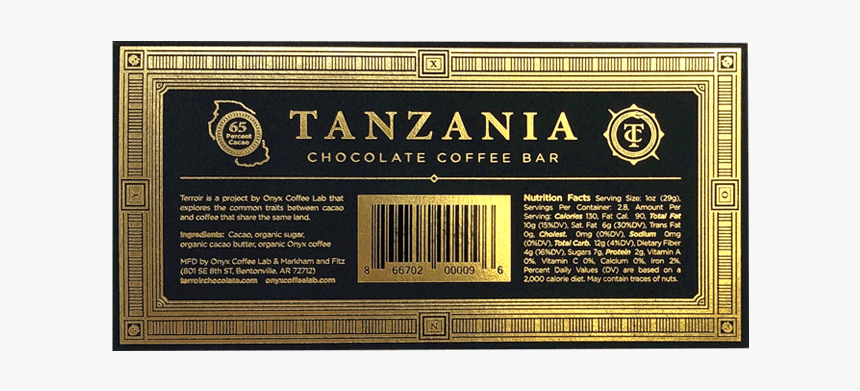 X
65
Percent
Cacao
TANZANIA
TC
CHOCOLATE COFFEE BAR
Y
O
Terroir is a project by Onyx Coffee Lab that
explores the common traits between cacao
and coffee that share the same land.
Ingredients: Cacao, organic sugar,
organic cacao butter, organic Onyx coffee
MFD by Onyx Coffee Lab & Markham and Fitz
(801 SE 8th ST, Bentonville, AR 72712)
terroirchocolate.com onyxcoffeelab.com
8 66702 00009 6
Nutrition Facts Serving Size: 1oz (29g),
Servings Per Container: 2.8, Amount Per
Serving: Calories 130, Fat Cal. 90, Total Fat
10g (15%DV), Sat. Fat 6g (30%DV), Trans Fat
0g, Cholest. 0mg (0%DV), Sodium 0mg
(0%DV), Total Carb. 12g (4%DV), Dietary Fiber
4g (16%DV), Sugars 7g, Protein 2g, Vitamin A
0%, Vitamin C 0%, Calcium 0%, Iron 2%.
Percent Daily Values (DV) are based on a
2,000 calorie diet. May contain traces of nuts.
N